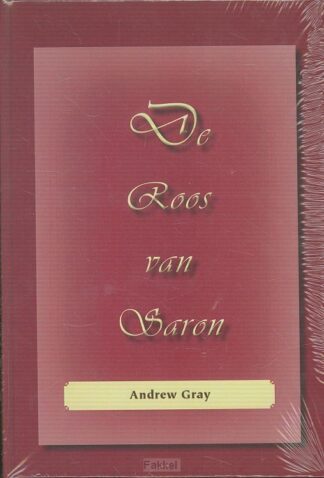 De
Roos
van
Saron
Andrew Gray
Fakkel